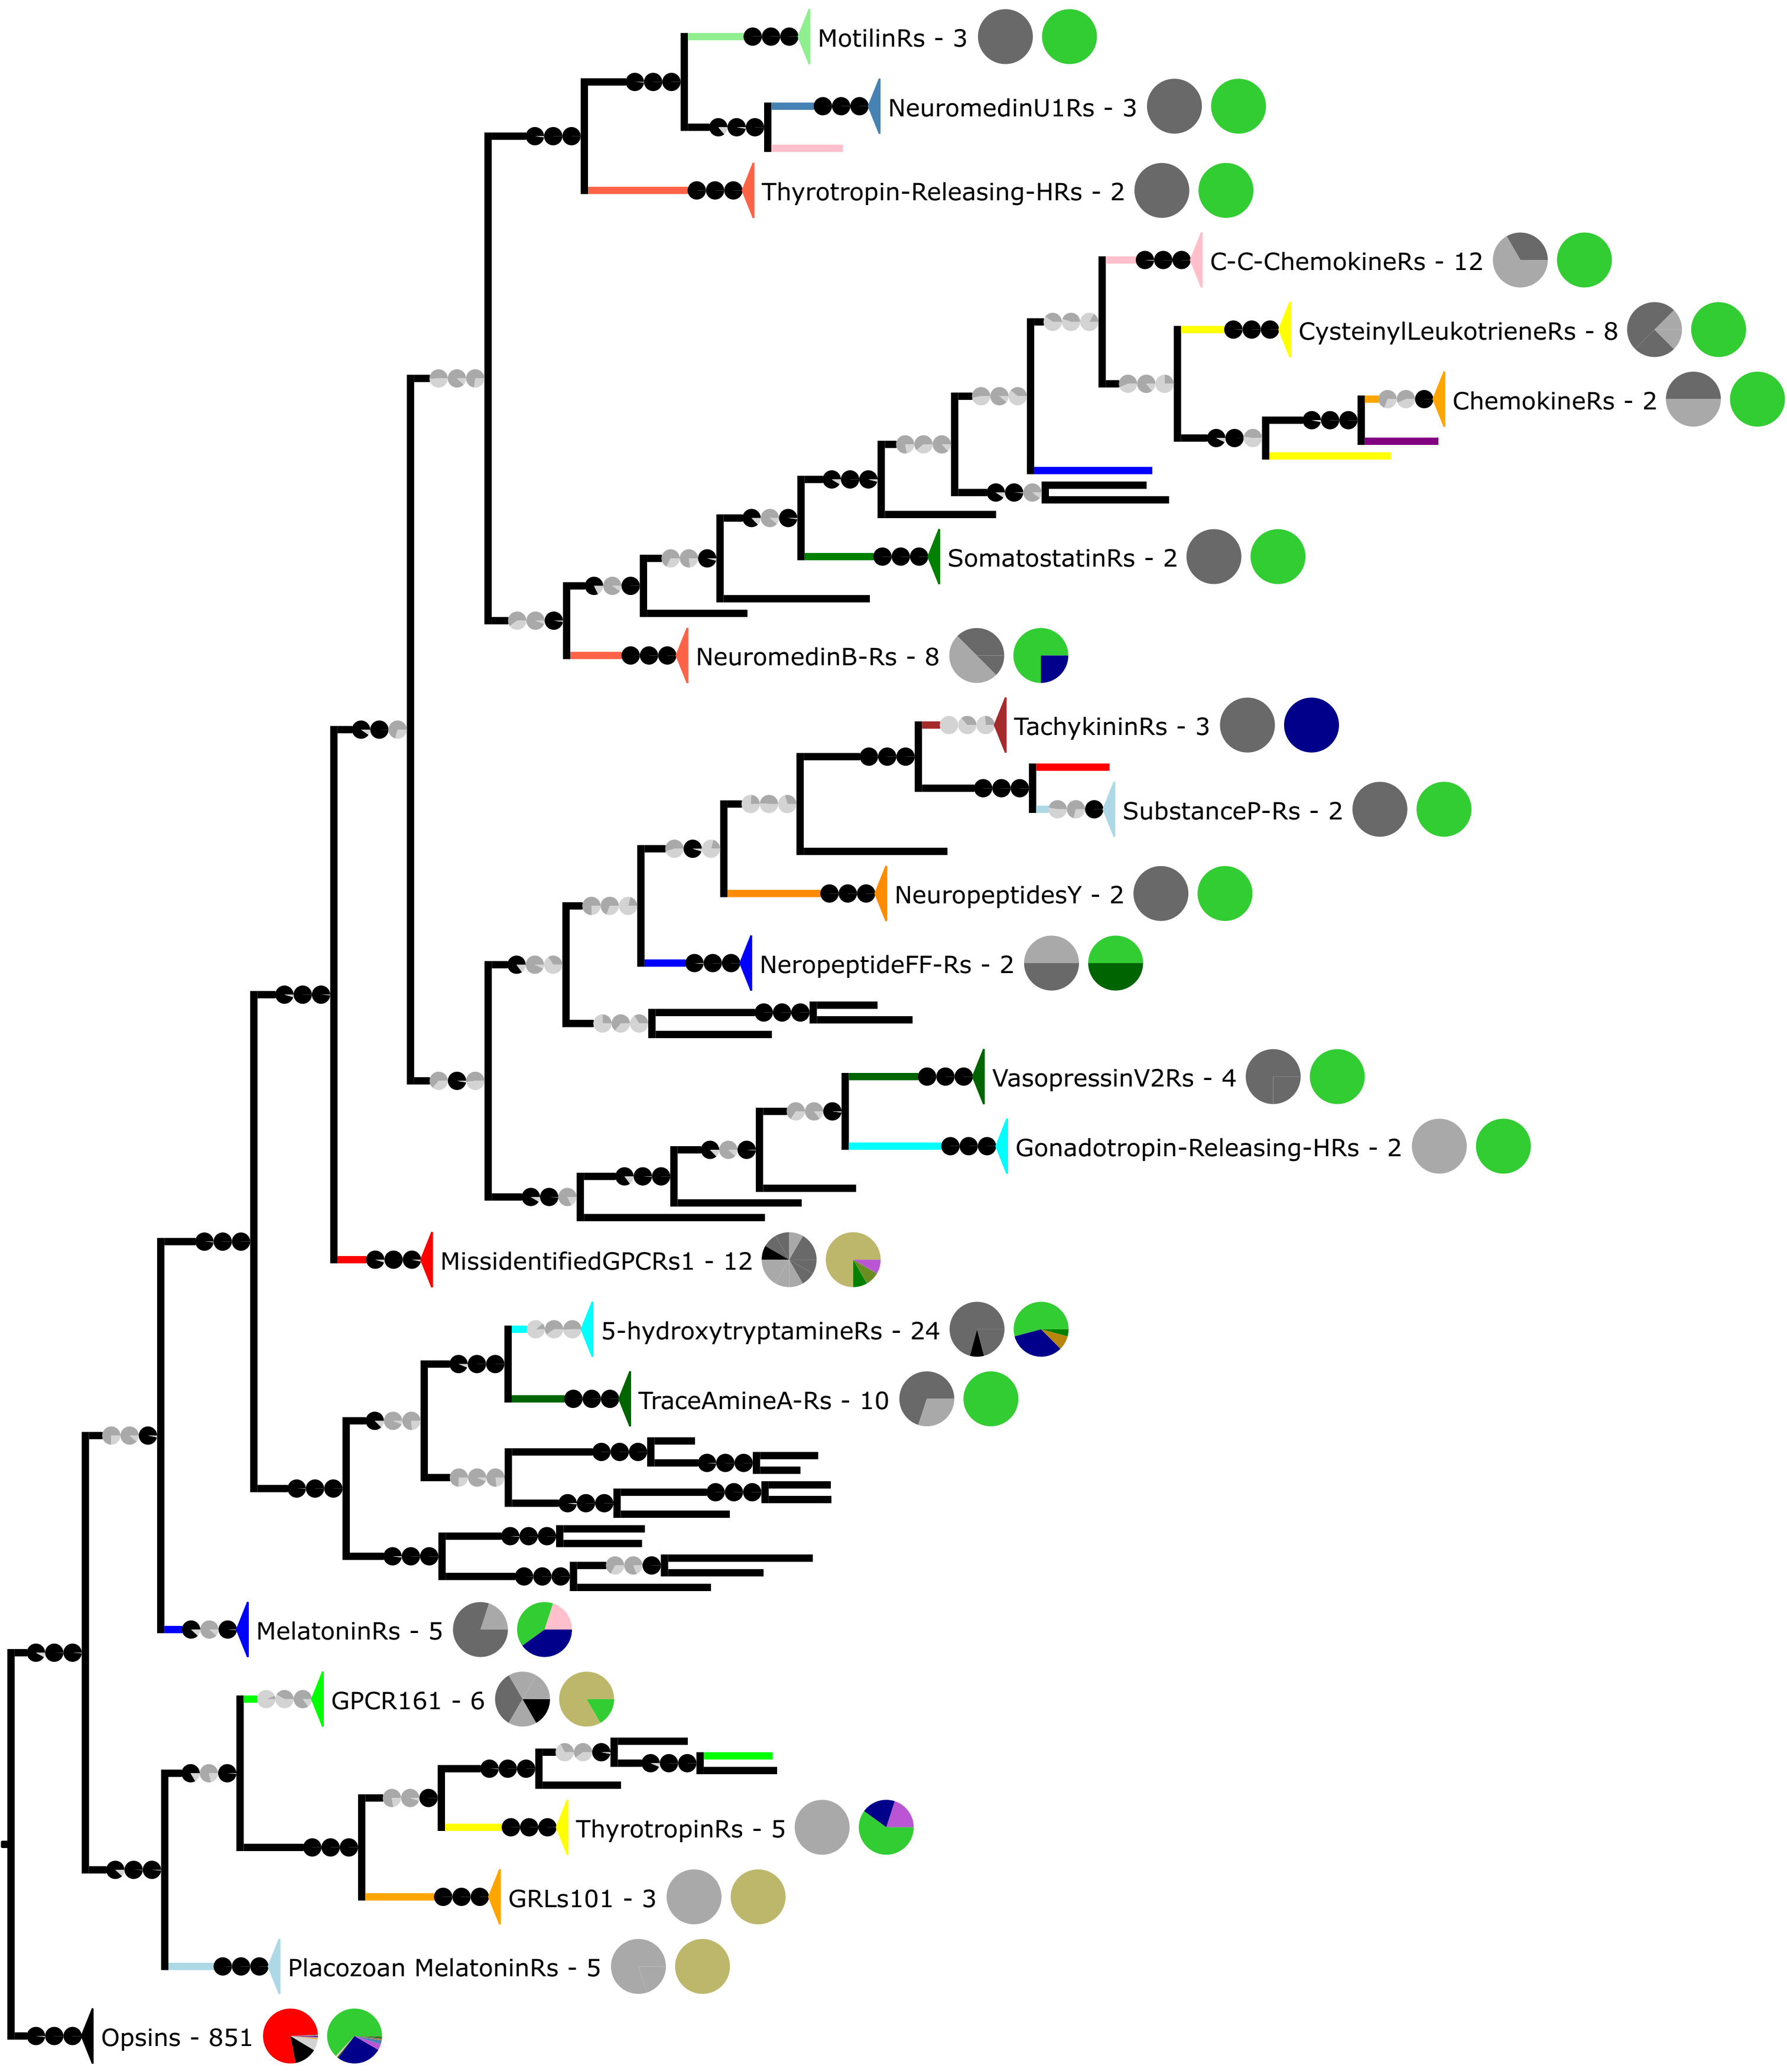 MotilinRs - 3
NeuromedinU1Rs - 3
Thyrotropin-Releasing-HRs - 2
C-C-ChemokineRs - 12
CysteinylLeukotrieneRs - 8
ChemokineRs - 2
SomatostatinRs - 2
NeuromedinB-Rs - 8
TachykininRs - 3
SubstanceP-Rs - 2
NeuropeptidesY - 2
NeropeptideFF-Rs - 2
VasopressinV2Rs - 4
Gonadotropin-Releasing-HRs - 2
MissidentifiedGPCRs1 - 12
5-hydroxytryptamineRs - 24
TraceAmineA-Rs - 10
MelatoninRs - 5
GPCR161 - 6
ThyrotropinRs - 5
GRLs101 - 3
Placozoan MelatoninRs - 5
Opsins - 851